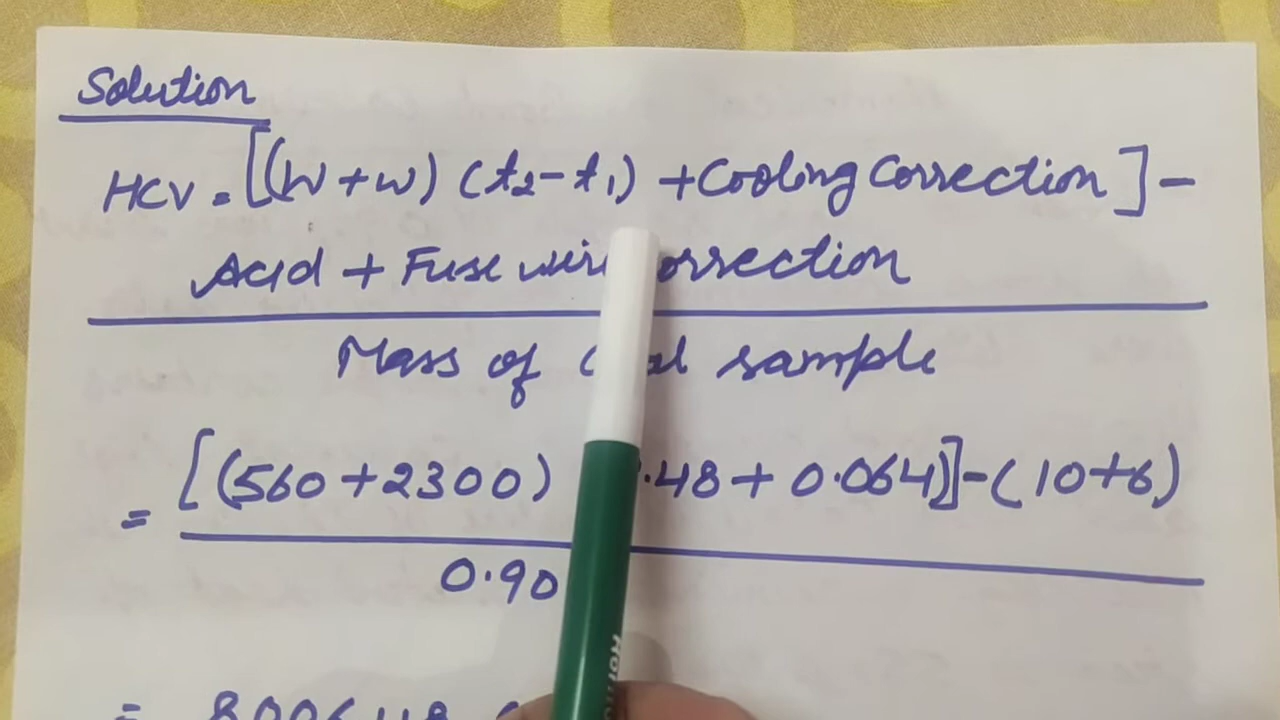 Solution
HCV = [(W + w) (t₂ - t₁) + Cooling Correction] -
Acid + Fuse
Mass of sample
= [(560 + 2300) .48 + 0.064)] - (10+6)
0.90
=